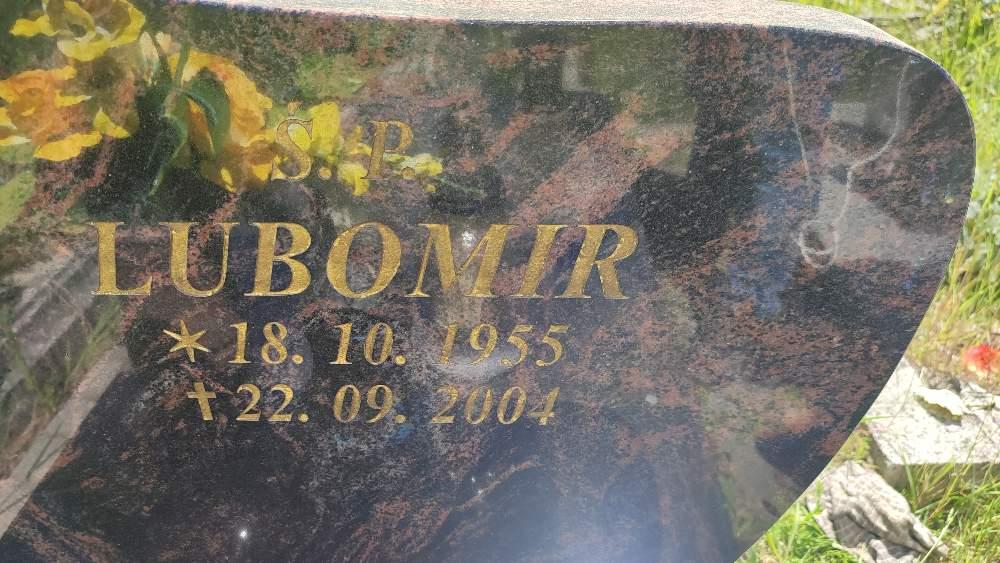 Ś. P.
LUBOMIR
* 18. 10. 1955
✝ 22. 09. 2004